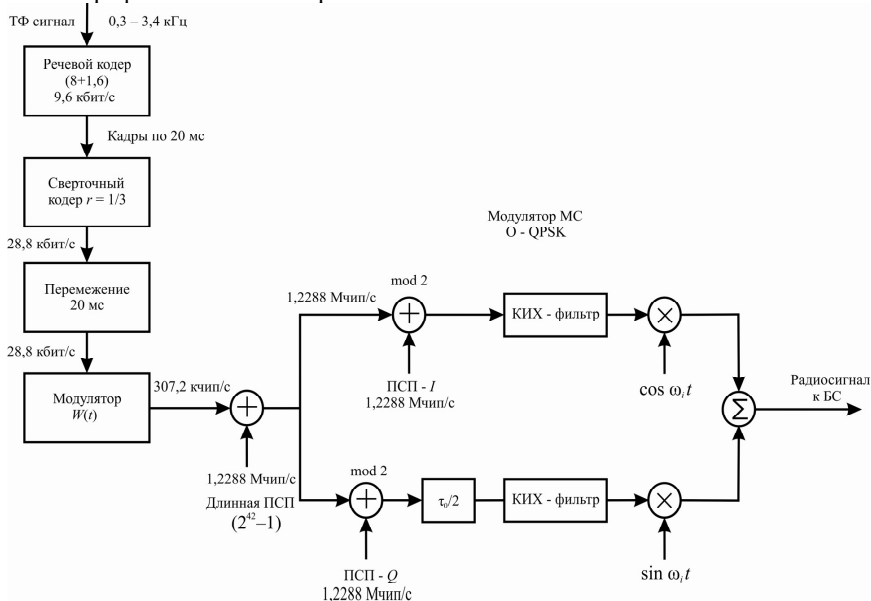 ТФ сигнал
0,3 – 3,4 кГц
Речевой кодер
(8+1,6)
9,6 кбит/с
Кадры по 20 мс
Сверточный
кодер r = 1/3
28,8 кбит/с
Перемежение
20 мс
28,8 кбит/с
Модулятор
W(t)
307,2 кчип/с
+
1,2288 Мчип/с
Длинная ПСП
(2⁴²–1)
Модулятор МС
O - QPSK
1,2288 Мчип/с
mod 2
+
ПСП - I
1,2288 Мчип/с
КИХ - фильтр
×
cos ωᵢt
mod 2
+
ПСП - Q
1,2288 Мчип/с
τ₀/2
КИХ - фильтр
×
sin ωᵢt
Σ
Радиосигнал
к БС